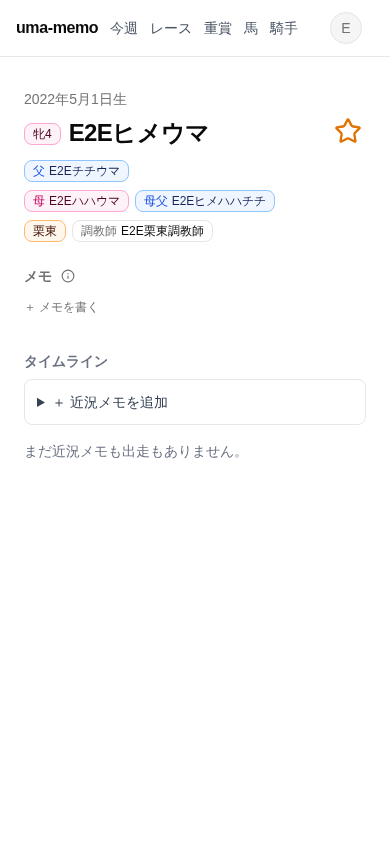 uma-memo 今週 レース 重賞 馬 騎手 E
2022年5月1日生
牝4 E2Eヒメウマ
父 E2Eチチウマ
母 E2Eハハウマ 母父 E2Eヒメハハチチ
栗東 調教師 E2E栗東調教師
メモ
＋ メモを書く
タイムライン
＋ 近況メモを追加
まだ近況メモも出走もありません。